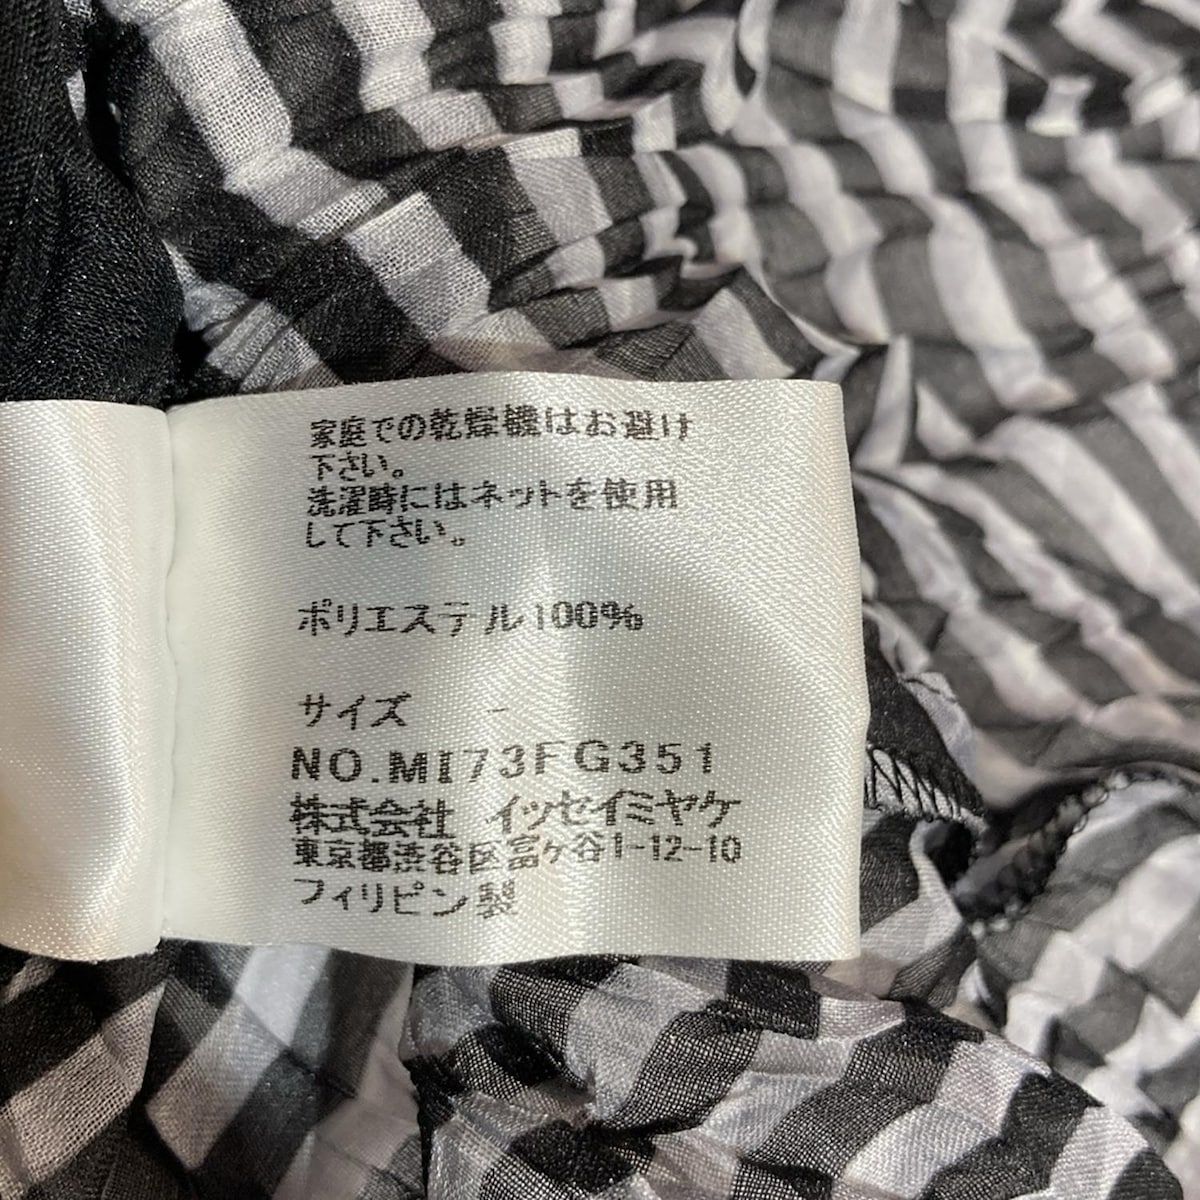 家庭での乾燥機はお避け
下さい。
洗濯時にはネットを使用
して下さい。
ポリエステル100%
サイズ -
NO.MI73FG351
株式会社 イッセイミヤケ
東京都渋谷区富ヶ谷1-12-10
フィリピン製